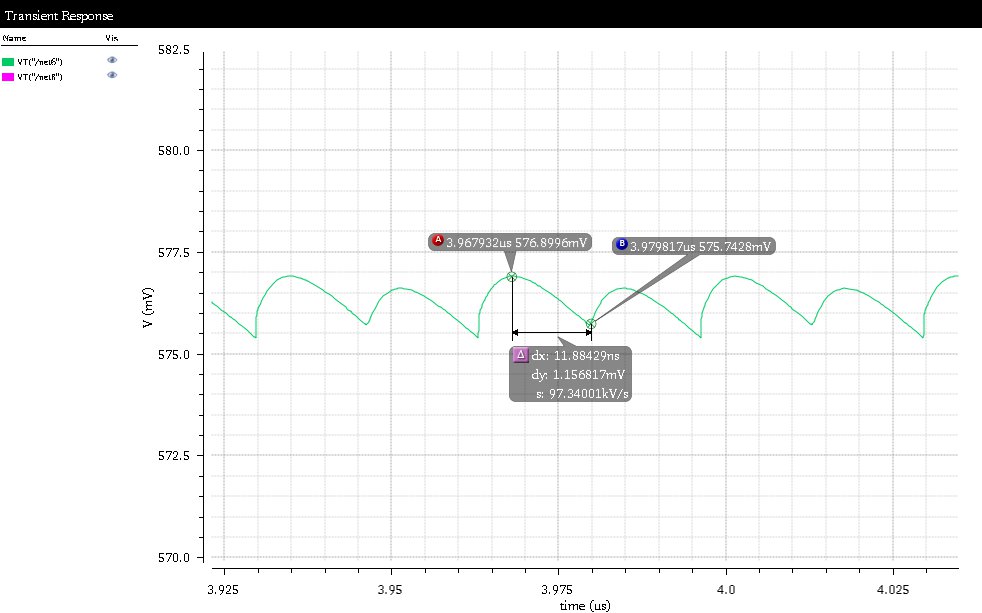 Transient Response
Name Vis
VT("/net6")
VT("/net8")
582.5
580.0
577.5
575.0
572.5
570.0
V (mV)
A 3.967932us 576.8996mV
B 3.979817us 575.7428mV
Δ dx: 11.88429ns
dy: 1.156817mV
s: 97.34001kV/s
3.925 3.95 3.975 4.0 4.025
time (us)